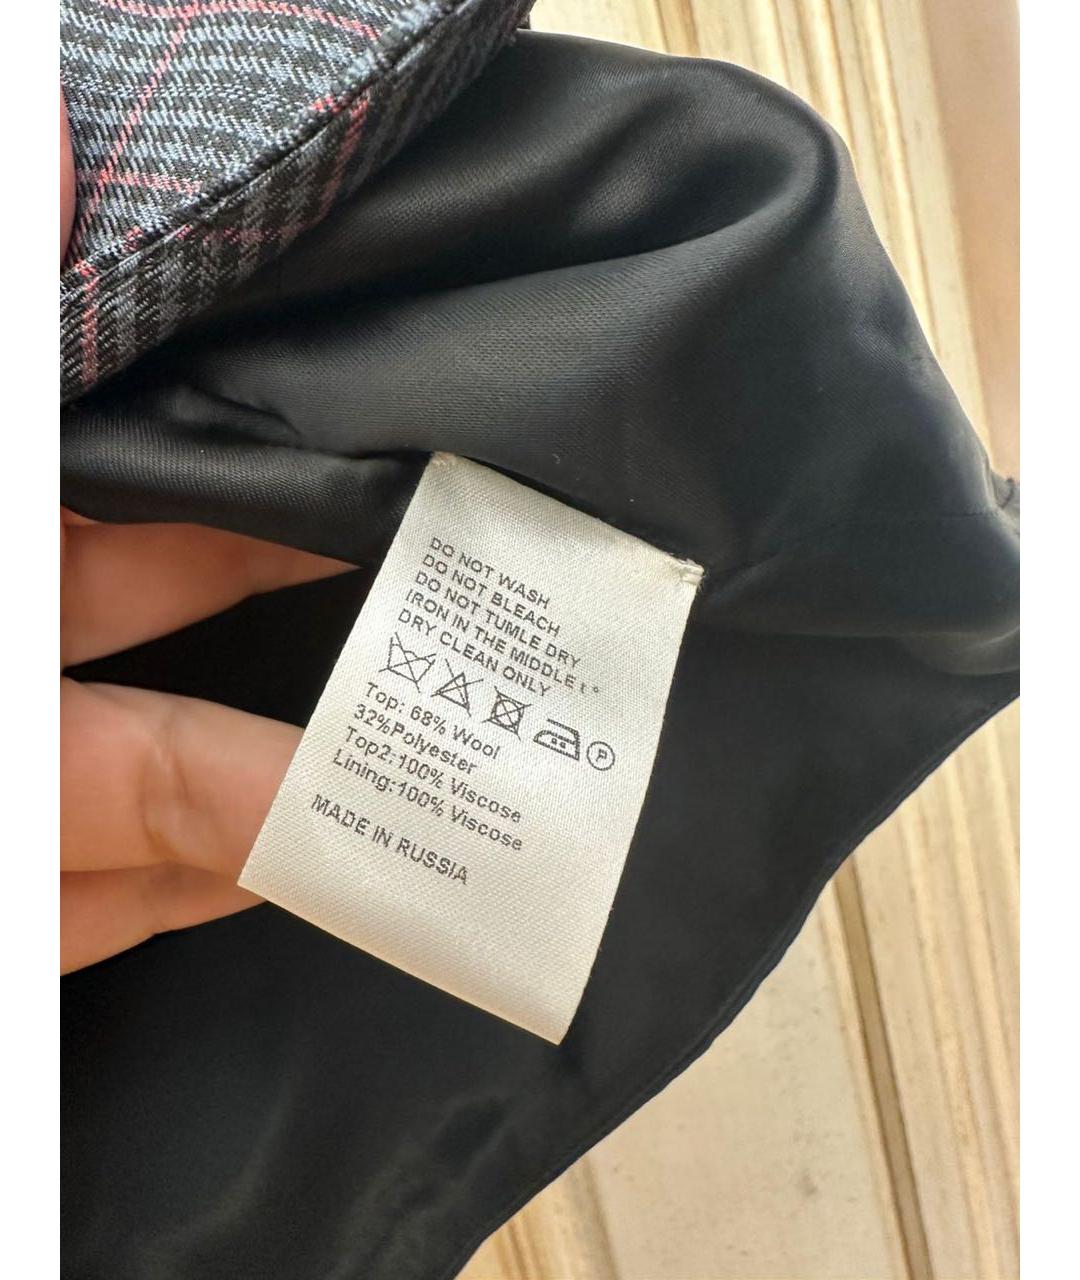 DO NOT WASH
DO NOT BLEACH
DO NOT TUMLE DRY
IRON IN THE MIDDLE t °
DRY CLEAN ONLY
P
Top: 68% Wool
32%Polyester
Top2:100% Viscose
Lining:100% Viscose
MADE IN RUSSIA